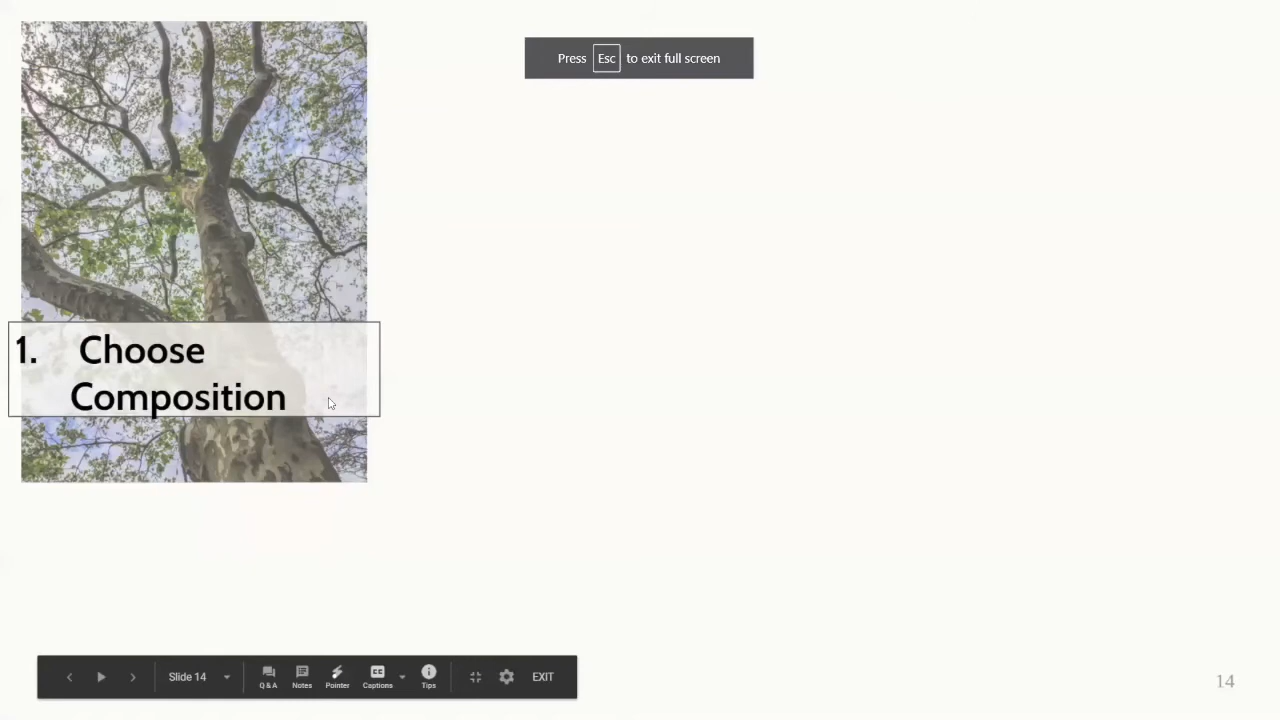 Press Esc to exit full screen
1. Choose
Composition
Slide 14
Q & A
Notes
Pointer
Captions
Tips
EXIT
14